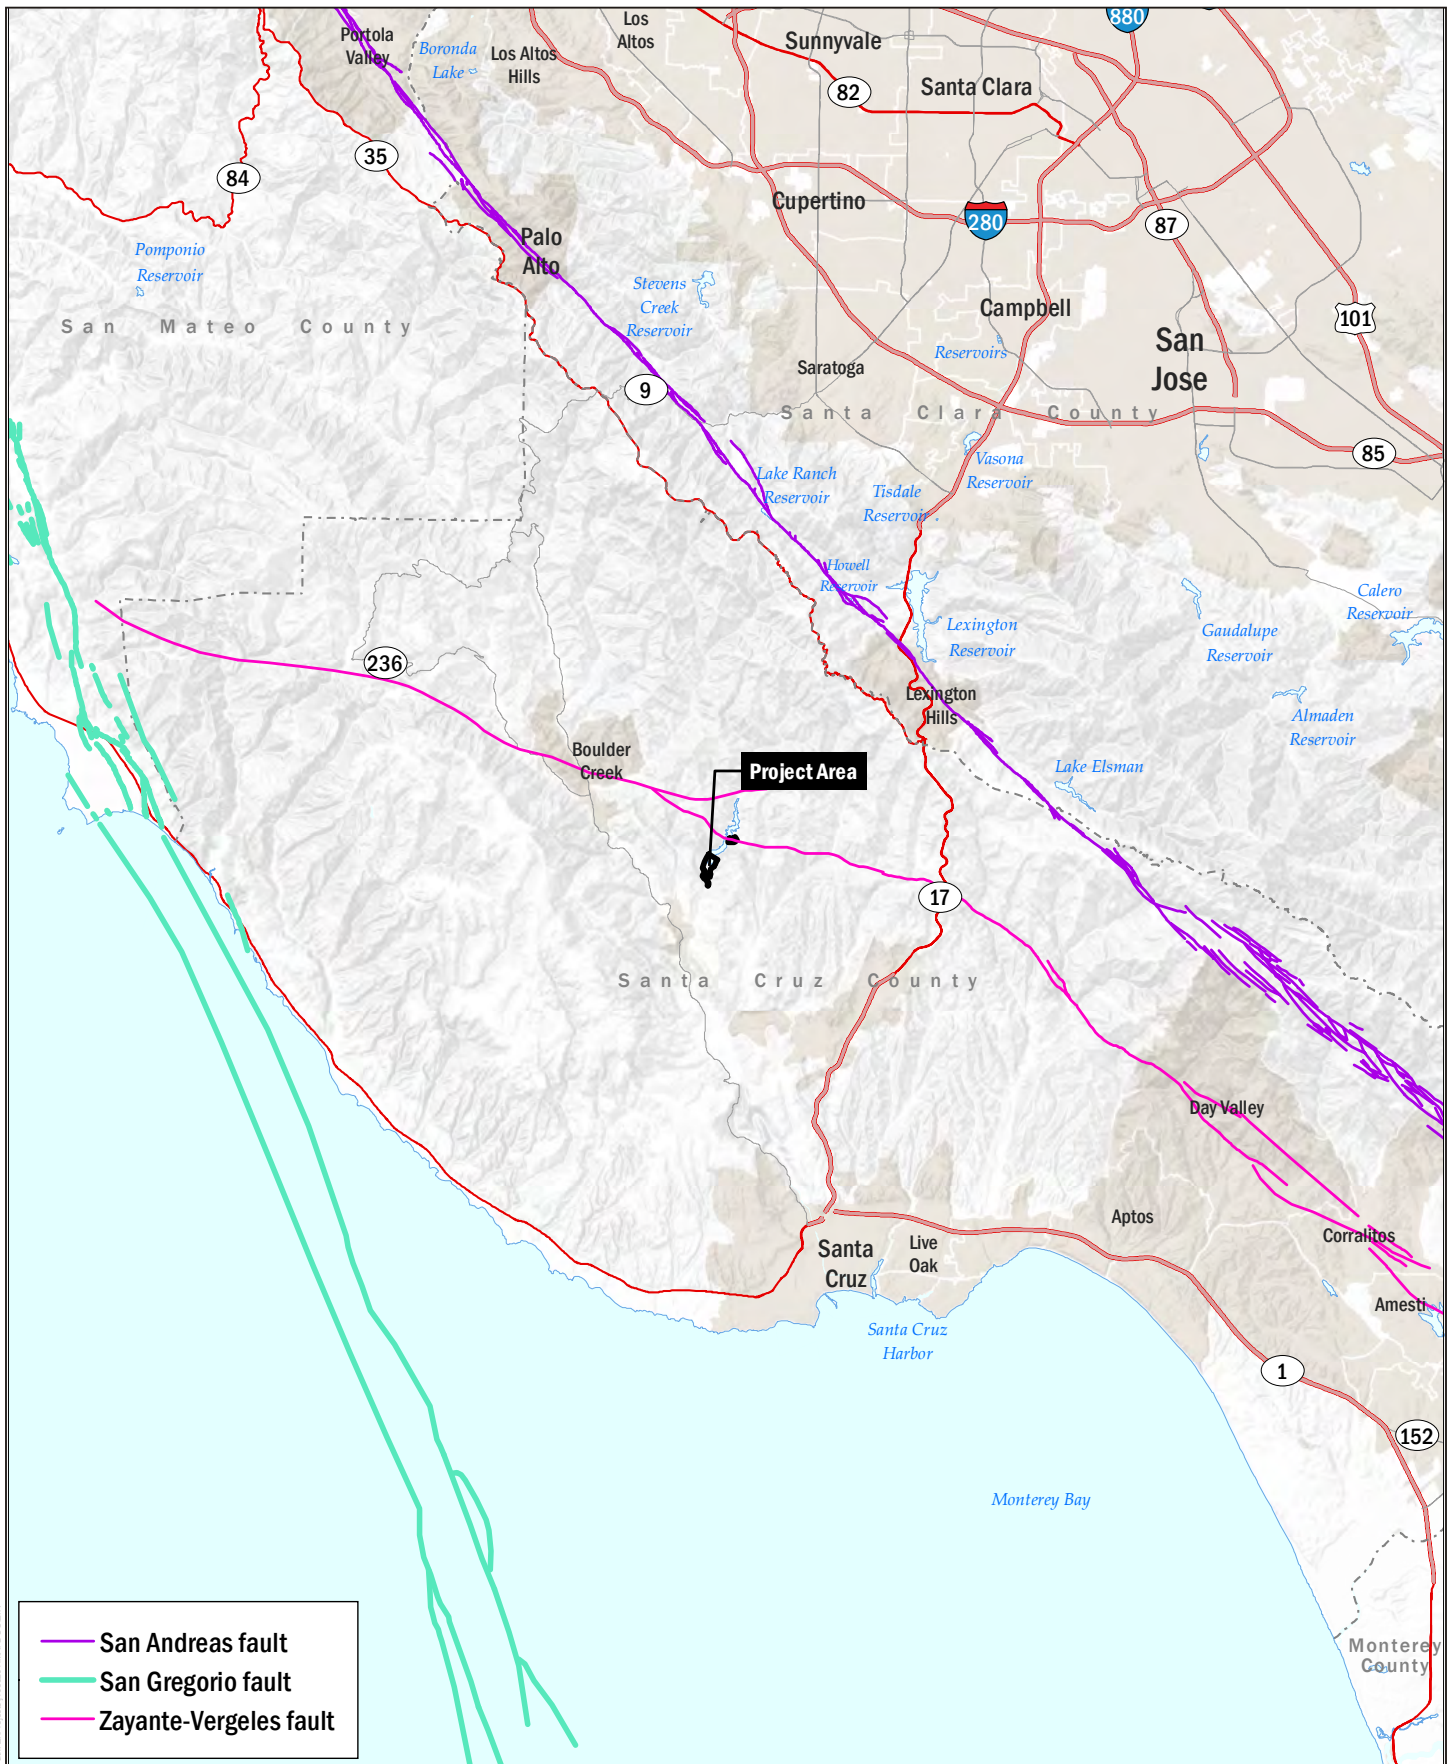 880
Portola
Valley
Boronda
Lake
Los Altos
Hills
Los
Altos
Sunnyvale
Santa Clara
82
84
35
Cupertino
280
87
Pomponio
Reservoir
Palo
Alto
Stevens
Creek
Reservoir
San Mateo County
Campbell
101
San
Jose
Reservoirs
Saratoga
9
Santa Clara County
85
Vasona
Reservoir
Lake Ranch
Reservoir
Tisdale
Reservoir
Howell
Reservoir
Lexington
Reservoir
Gaudalupe
Reservoir
Calero
Reservoir
236
Lexington
Hills
Almaden
Reservoir
Boulder
Creek
Project Area
Lake Elsman
17
Santa Cruz County
Day Valley
Aptos
Corralitos
Santa
Cruz
Live
Oak
Amesti
Santa Cruz
Harbor
1
152
Monterey Bay
Monterey
County
San Andreas fault
San Gregorio fault
Zayante-Vergeles fault